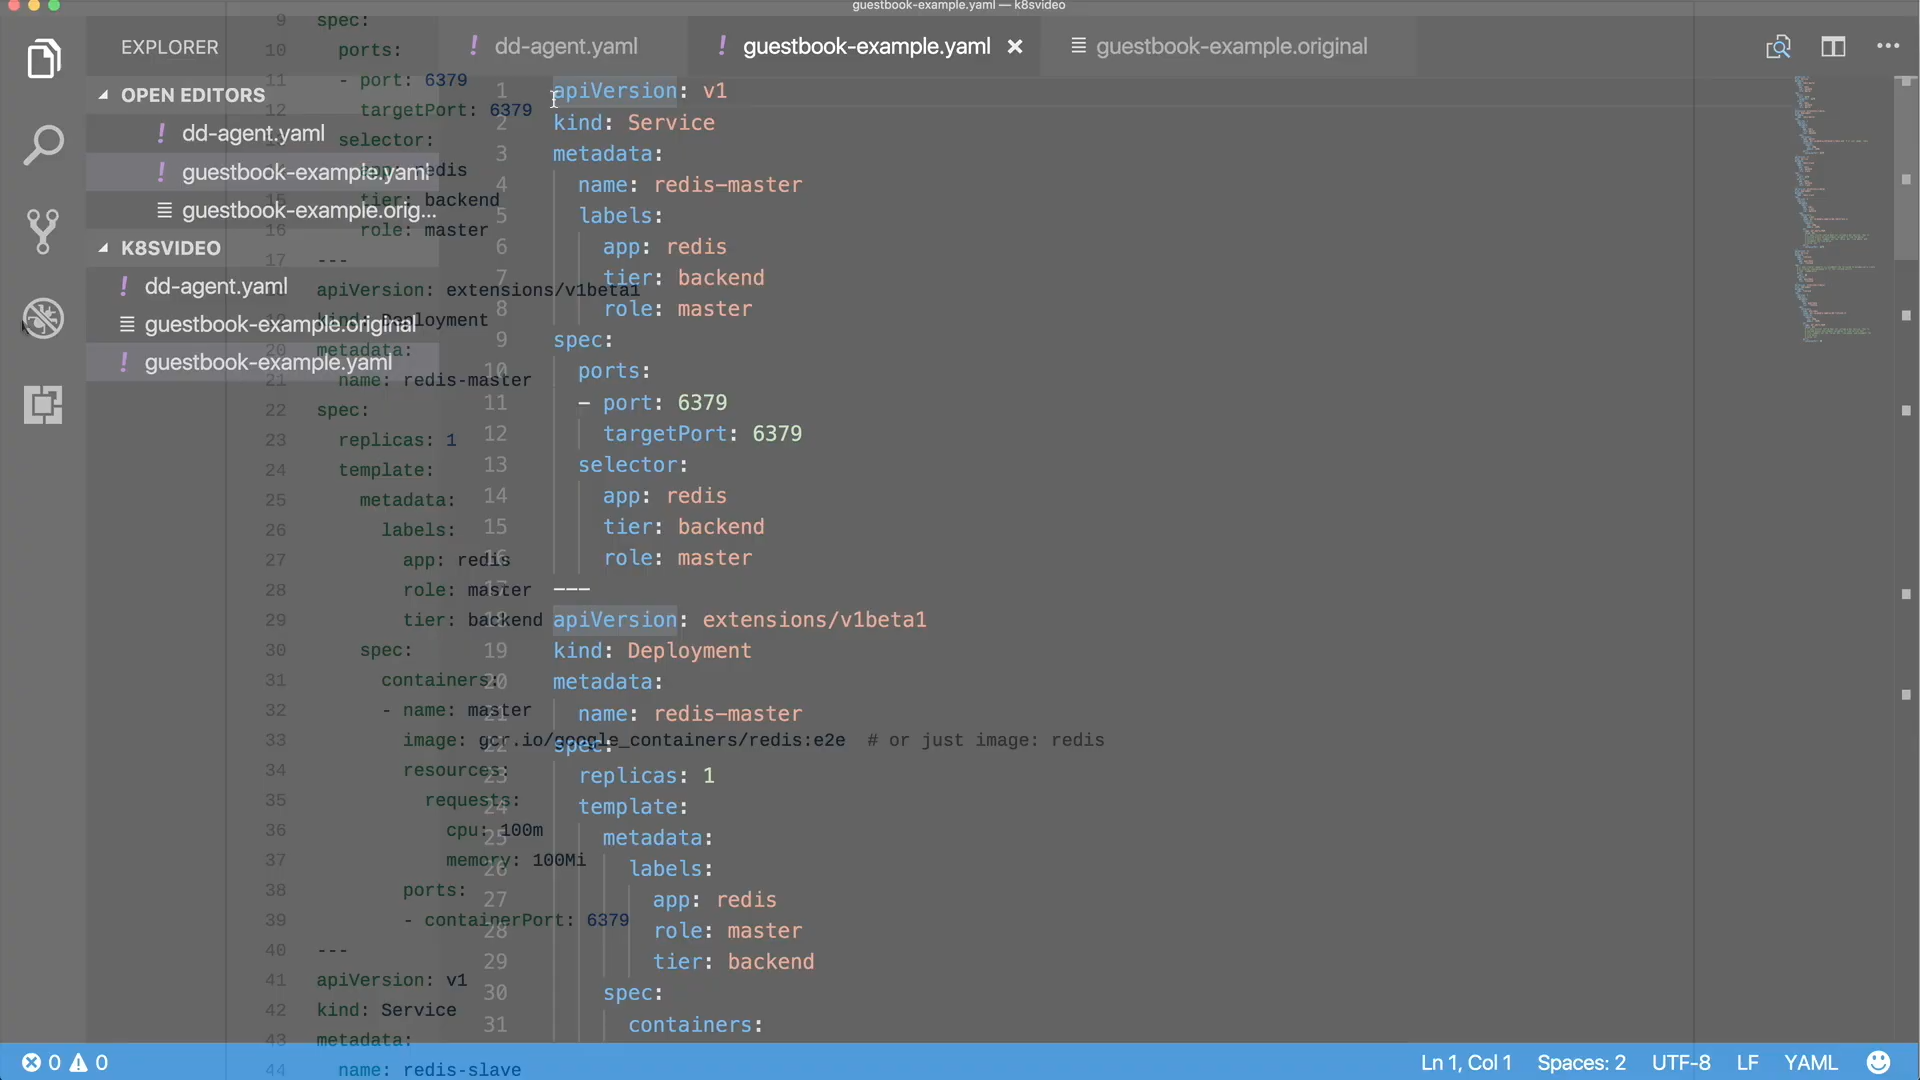 guestbook-example.yaml — k8svideo
EXPLORER
dd-agent.yaml
guestbook-example.yaml
guestbook-example.original
OPEN EDITORS
dd-agent.yaml
guestbook-example.yaml
guestbook-example.orig...
K8SVIDEO
dd-agent.yaml
guestbook-example.original
guestbook-example.yaml
1 apiVersion: v1
2 kind: Service
3 metadata:
4 name: redis-master
5 labels:
6 app: redis
7 tier: backend
8 role: master
9 spec:
10 ports:
11 - port: 6379
12 targetPort: 6379
13 selector:
14 app: redis
15 tier: backend
16 role: master
17 ---
18 apiVersion: extensions/v1beta1
19 kind: Deployment
20 metadata:
21 name: redis-master
22 spec:
23 replicas: 1
24 template:
25 metadata:
26 labels:
27 app: redis
28 role: master
29 tier: backend
30 spec:
31 containers:
9 spec:
10 ports:
11 - port: 6379
12 targetPort: 6379
selector:
app: redis
tier: backend
16 role: master
17 ---
apiVersion: extensions/v1beta1
kind: Deployment
20 metadata:
21 name: redis-master
22 spec:
23 replicas: 1
24 template:
25 metadata:
26 labels:
27 app: redis
28 role: master
29 tier: backend
30 spec:
31 containers:
32 - name: master
33 image: gcr.io/google_containers/redis:e2e # or just image: redis
34 resources:
35 requests:
36 cpu: 100m
37 memory: 100Mi
38 ports:
39 - containerPort: 6379
40 ---
41 apiVersion: v1
42 kind: Service
43 metadata:
44 name: redis-slave
0 0
Ln 1, Col 1
Spaces: 2
UTF-8
LF
YAML